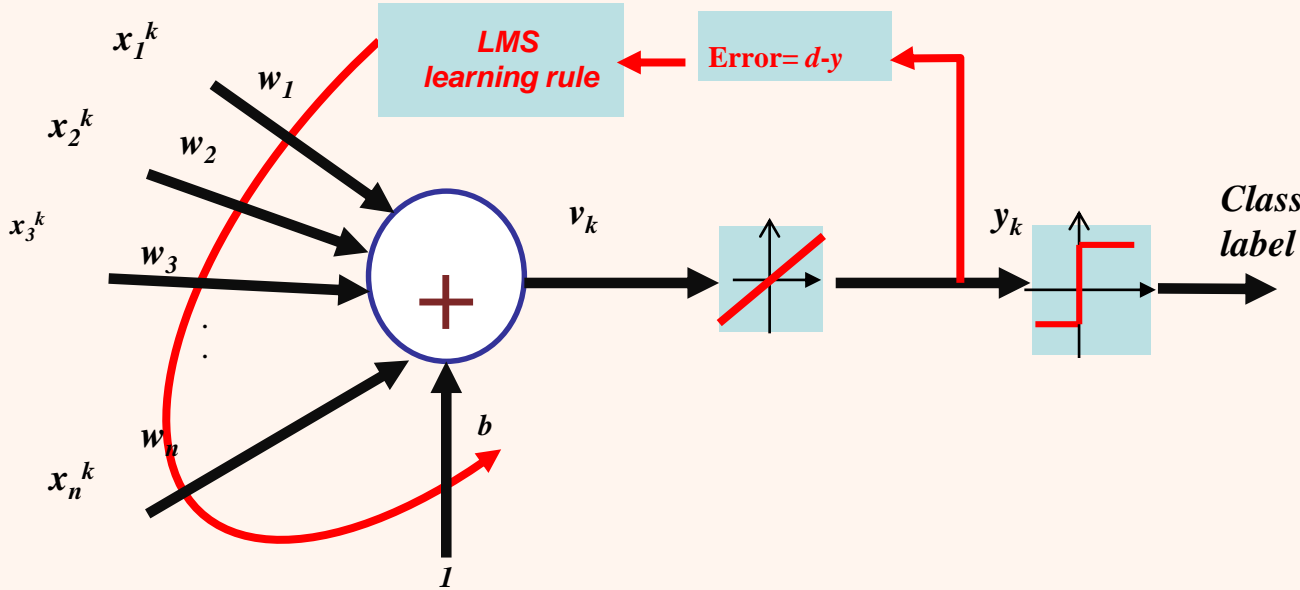 x₁ᵏ
w₁
LMS
learning rule
Error= d-y
x₂ᵏ
w₂
x₃ᵏ
w₃
.
.
vₖ
yₖ
Class
label
wₙ
xₙᵏ
b
1